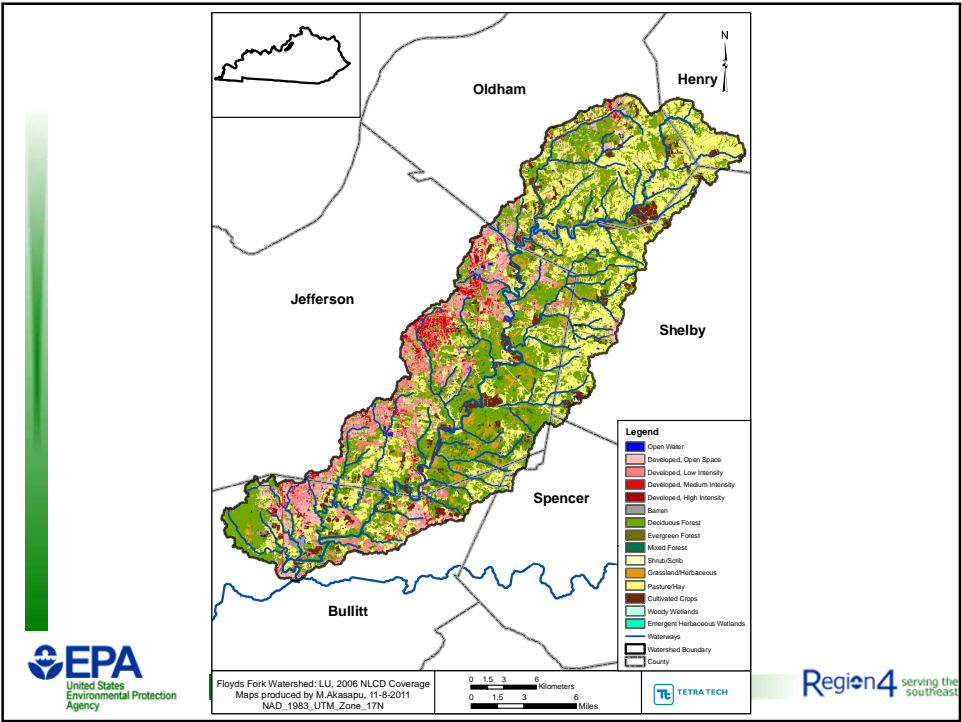 N
Oldham
Henry
Jefferson
Shelby
Spencer
Bullitt
Legend
Open Water
Developed, Open Space
Developed, Low Intensity
Developed, Medium Intensity
Developed, High Intensity
Barren
Deciduous Forest
Evergreen Forest
Mixed Forest
Shrub/Scrib
Grassland/Herbaceous
Pasture/Hay
Cultivated Crops
Woody Wetlands
Emergent Herbaceous Wetlands
Waterways
Watershed Boundary
County
Floyds Fork Watershed: LU, 2006 NLCD Coverage
Maps produced by M.Akasapu, 11-8-2011
NAD_1983_UTM_Zone_17N
0 1.5 3 6
Kilometers
0 1.5 3 6
Miles
Tt TETRA TECH
EPA
United States
Environmental Protection
Agency
Region4 serving the
southeast